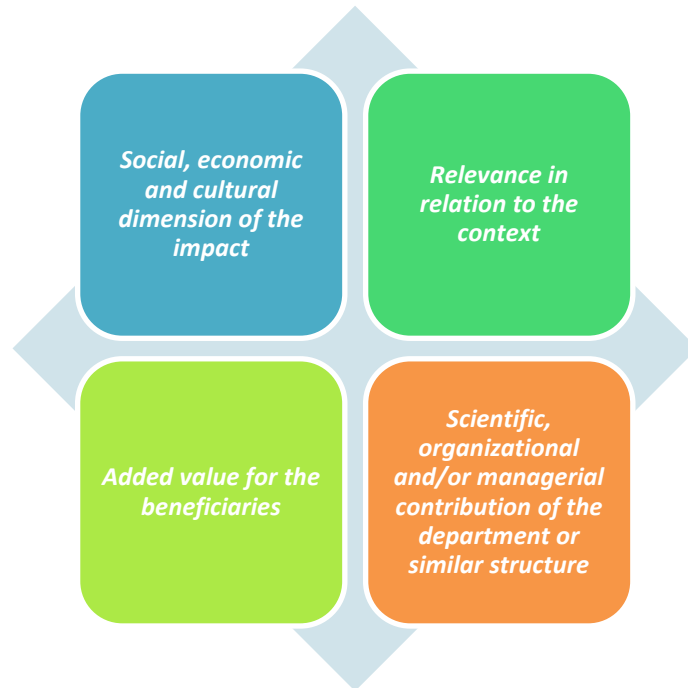 Social, economic
and cultural
dimension of the
impact
Relevance in
relation to the
context
Added value for the
beneficiaries
Scientific,
organizational
and/or managerial
contribution of the
department or
similar structure